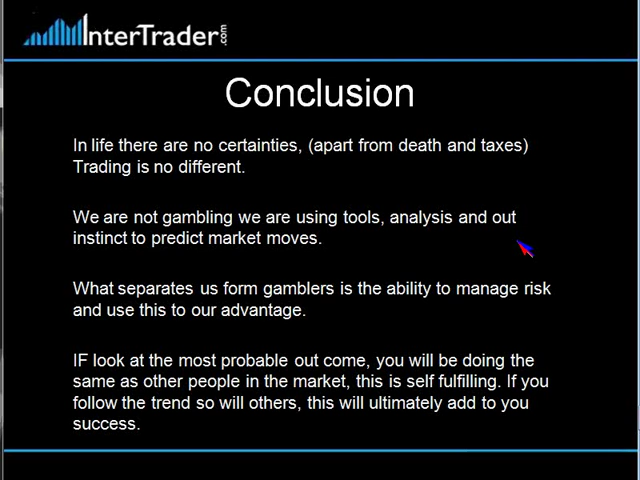 InterTrader.com
Conclusion
In life there are no certainties, (apart from death and taxes)
Trading is no different.
We are not gambling we are using tools, analysis and out
instinct to predict market moves.
What separates us form gamblers is the ability to manage risk
and use this to our advantage.
IF look at the most probable out come, you will be doing the
same as other people in the market, this is self fulfilling. If you
follow the trend so will others, this will ultimately add to you
success.